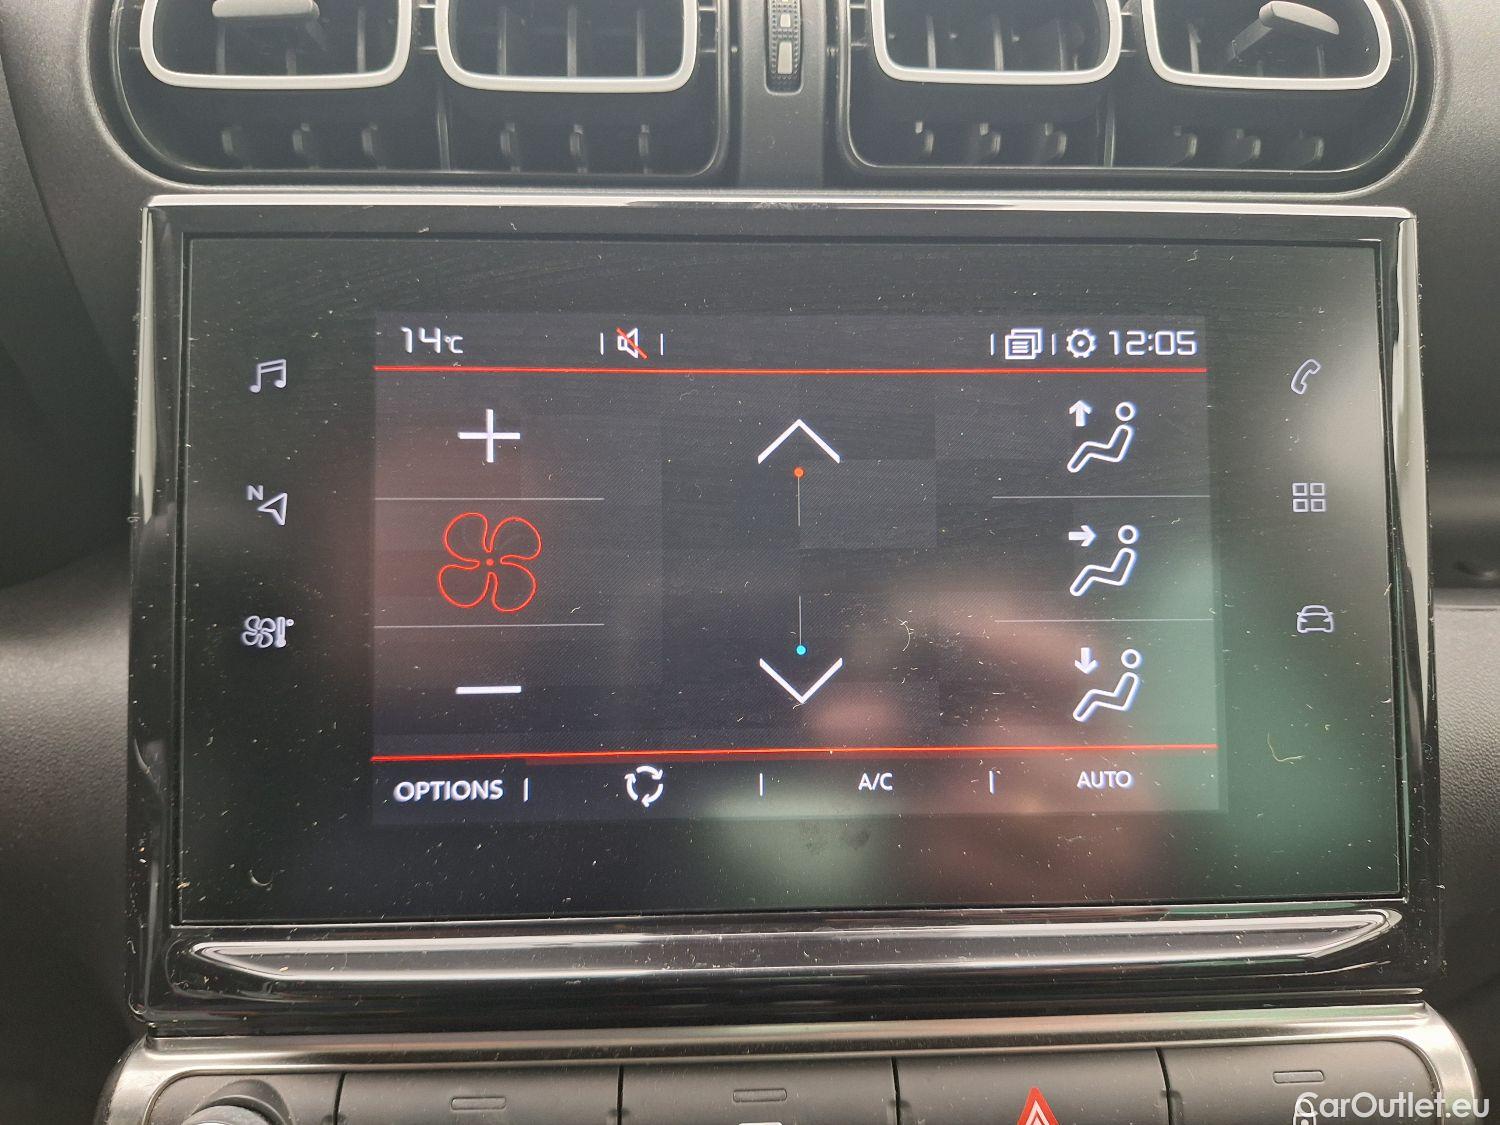 14°C
12:05
N
OPTIONS
A/C
AUTO
CarOutlet.eu